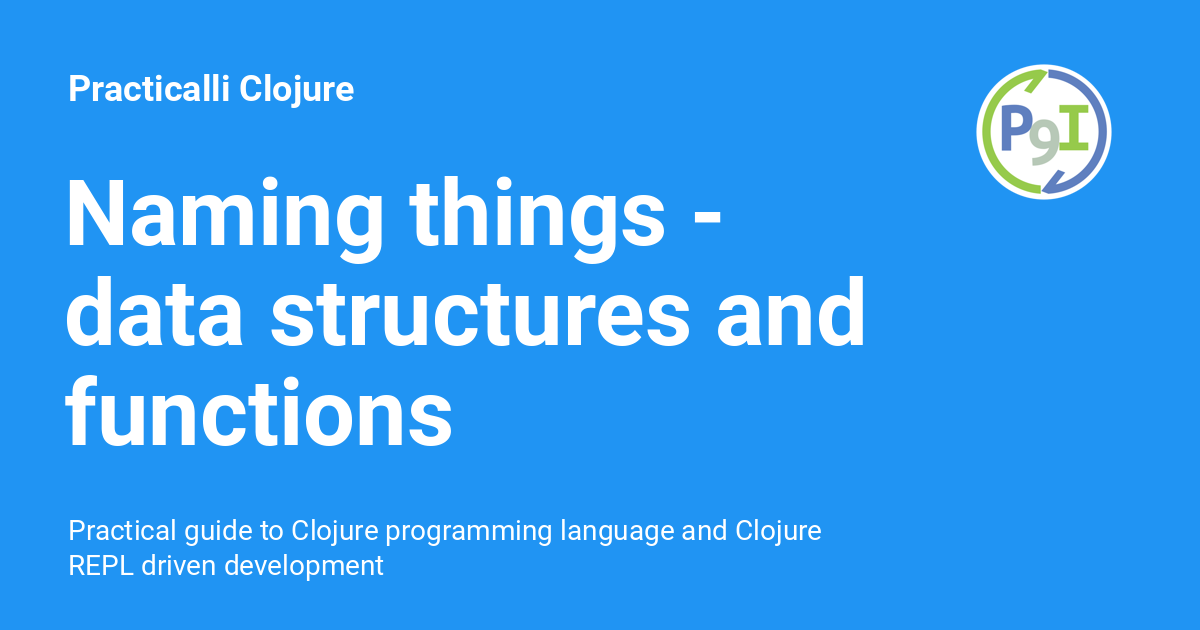 Practicalli Clojure
P9I
Naming things -
data structures and
functions
Practical guide to Clojure programming language and Clojure
REPL driven development